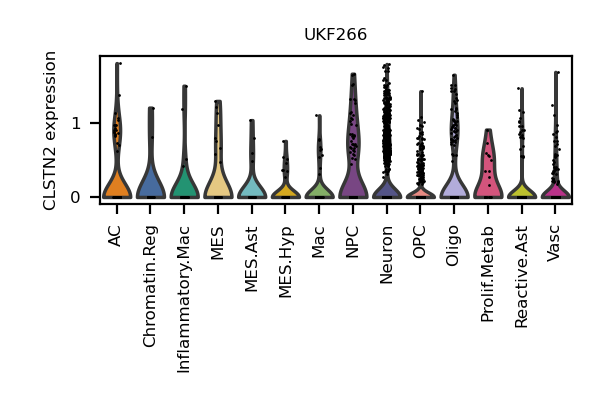 UKF266
CLSTN2 expression
1
0
AC
Chromatin.Reg
Inflammatory.Mac
MES
MES.Ast
MES.Hyp
Mac
NPC
Neuron
OPC
Oligo
Prolif.Metab
Reactive.Ast
Vasc